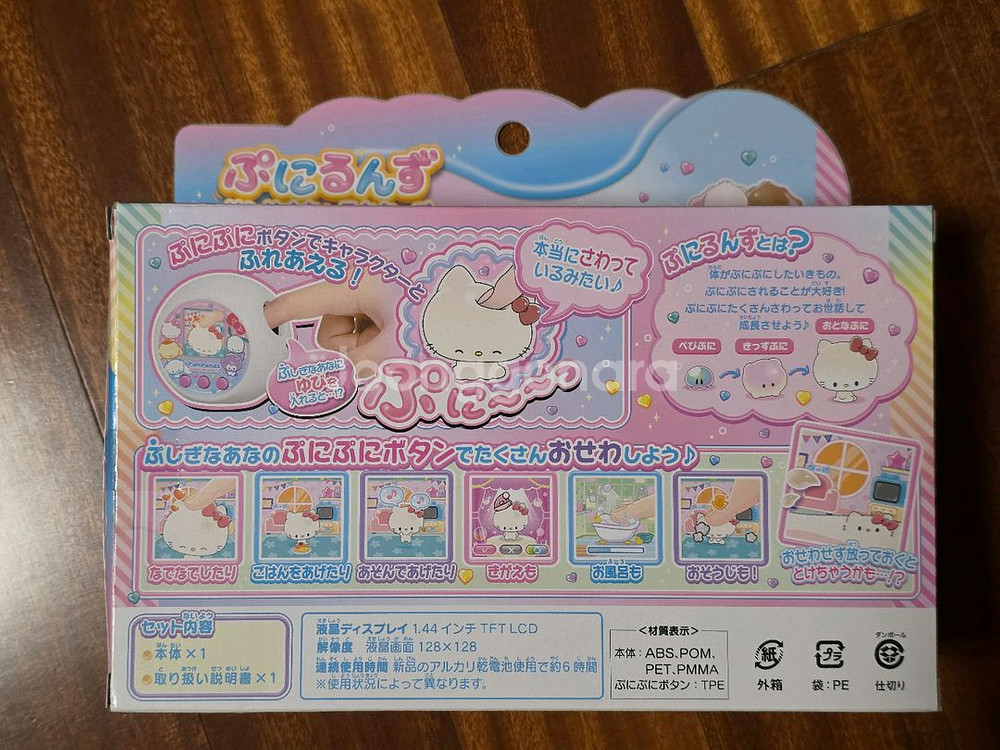 ぷにるんず
ぷにぷにボタンでキャラクターと
ふれあえる！
本当にさわって
いるみたい♪
ふしぎなあなに
ゆびを
入れると…!?
ぷに〜〜っ
ぷにるんずとは？
体がぷにぷにしたいきもの。
ぷにぷにされることが大好き!
ぷにぷにたくさんさわってお世話して
成長させよう♪
おとなぷに
べびぷに
きっずぷに
ふしぎなあなのぷにぷにボタンでたくさんおせわしよう♪
なでなでしたり
ごはんをあげたり
あそんであげたり
きがえも
お風呂も
おそうじも!
おせわせず放っておくと
とけちゃうかも…!?
セット内容
本体×1
取り扱い説明書×1
液晶ディスプレイ 1.44インチ TFT LCD
解像度 液晶画面 128×128
連続使用時間 新品のアルカリ乾電池使用で約6時間
※使用状況によって異なります。
<材質表示>
本体：ABS、POM、
PET、PMMA
ぷにぷにボタン：TPE
紙
外箱
プラ
袋：PE
ダンボール
仕切り